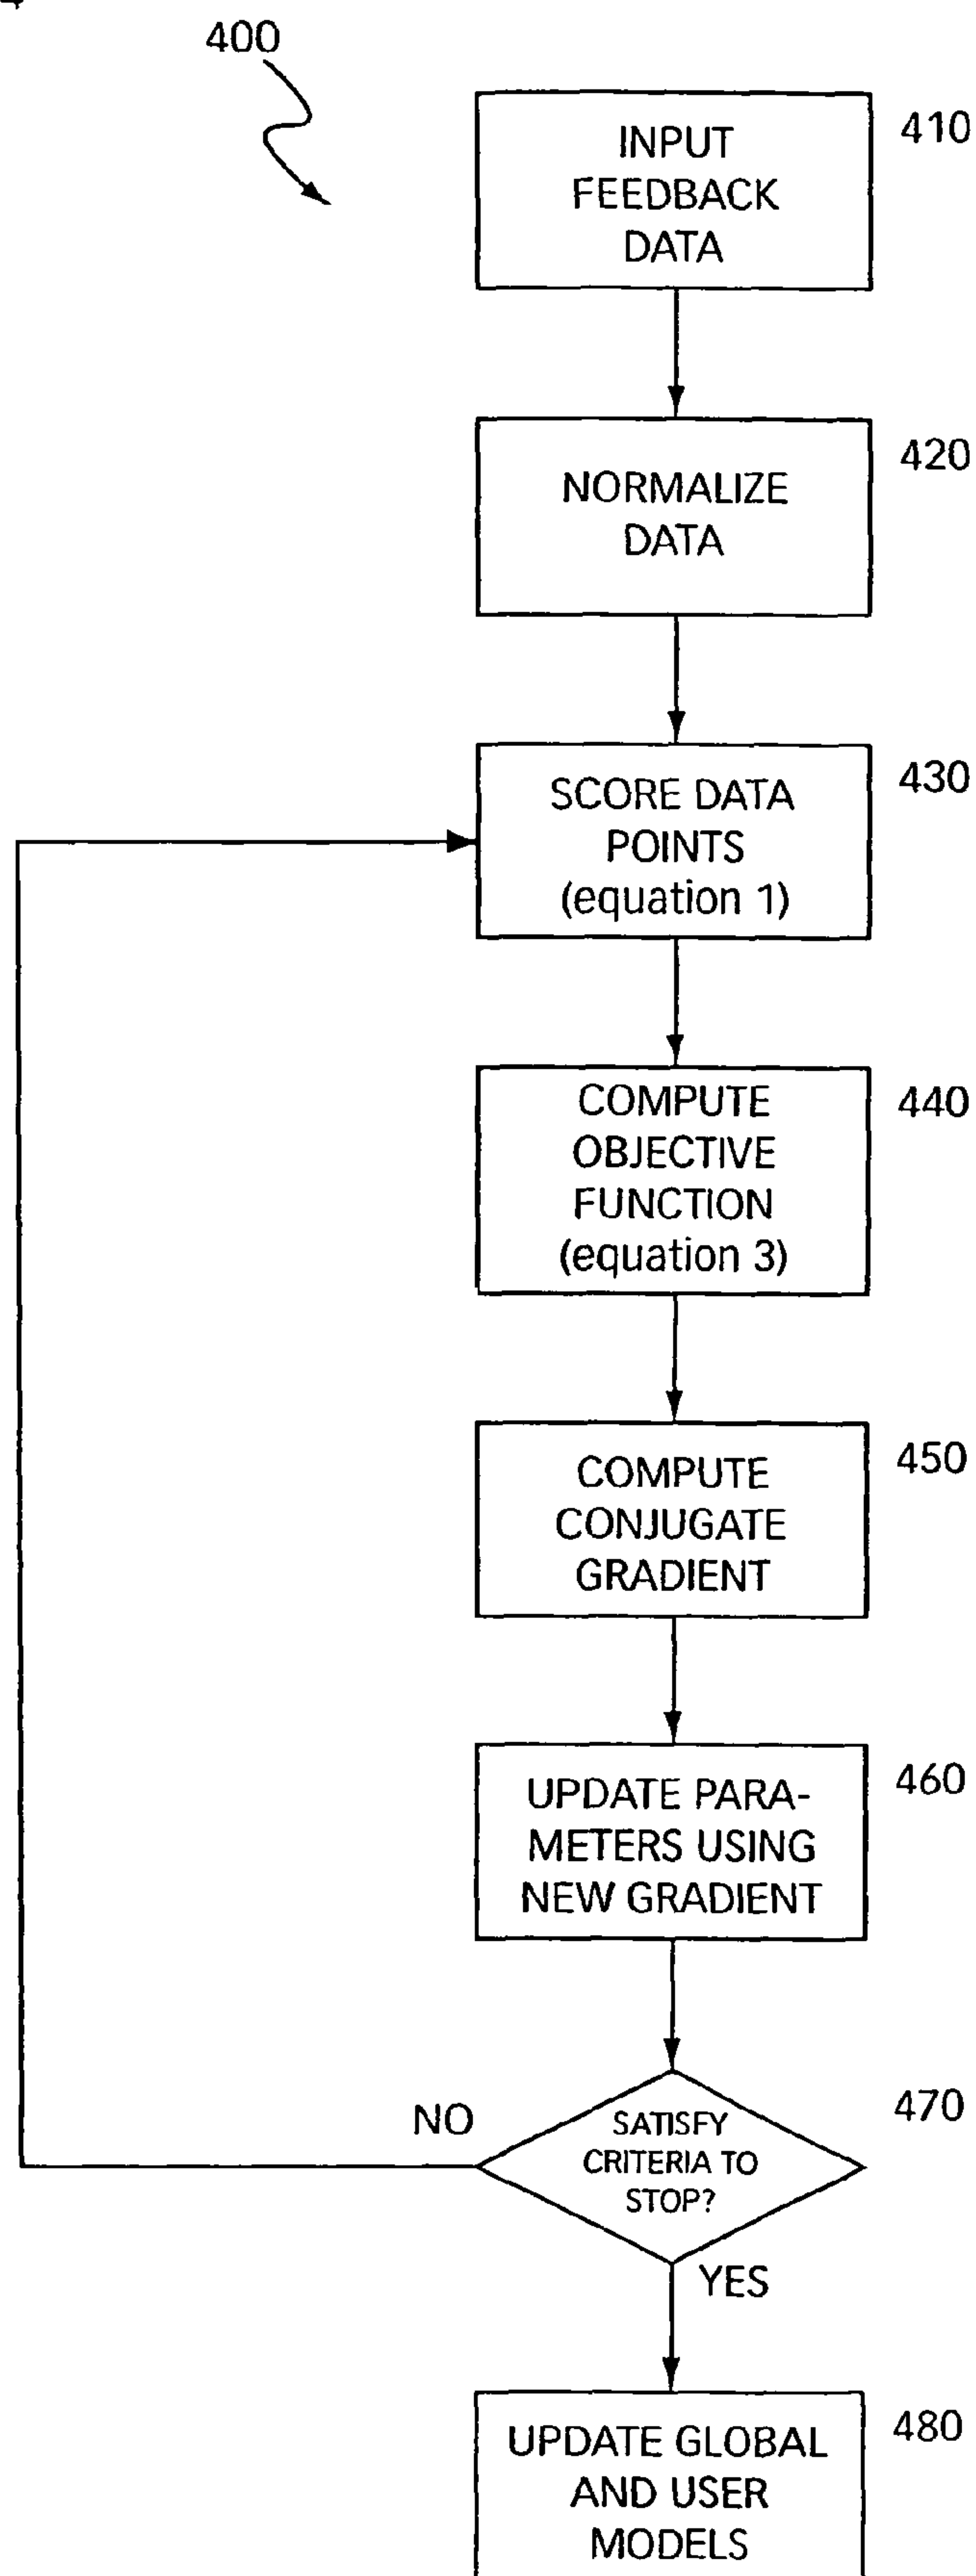 400
INPUT
FEEDBACK
DATA
410
NORMALIZE
DATA
420
SCORE DATA
POINTS
(equation 1)
430
COMPUTE
OBJECTIVE
FUNCTION
(equation 3)
440
COMPUTE
CONJUGATE
GRADIENT
450
UPDATE PARA-
METERS USING
NEW GRADIENT
460
NO
SATISFY
CRITERIA TO
STOP?
470
YES
UPDATE GLOBAL
AND USER
MODELS
480